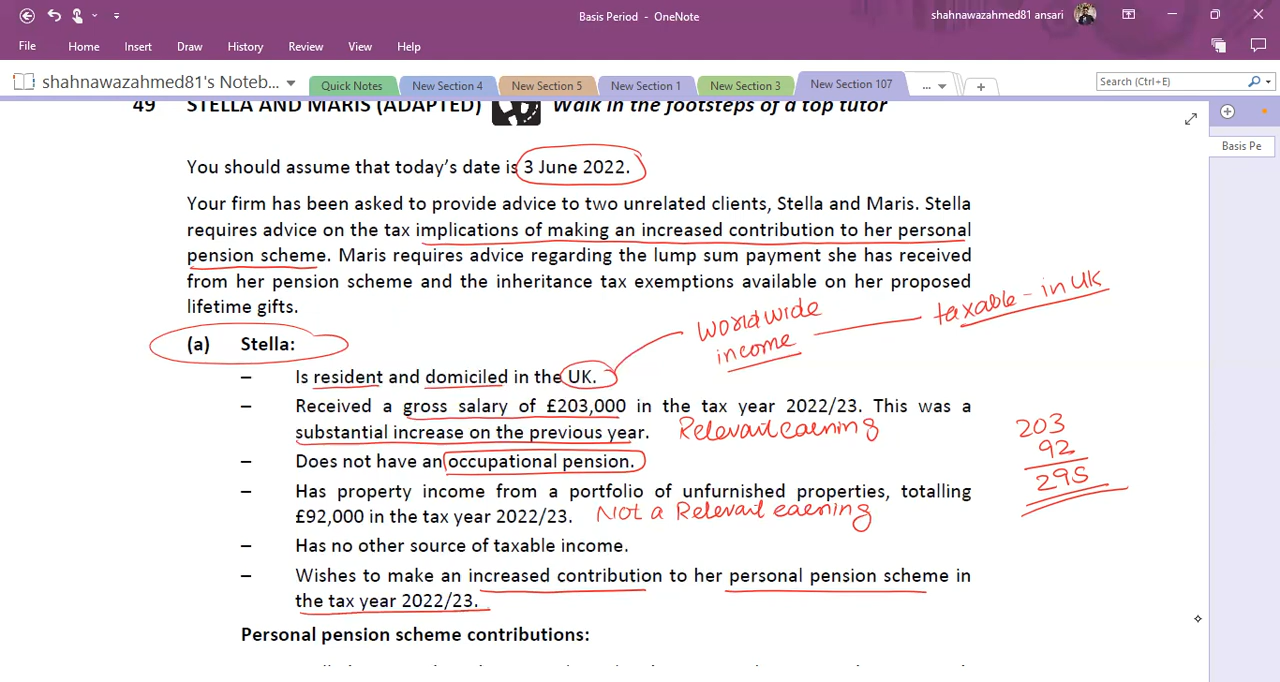 Basis Period - OneNote
shahnawazahmed81 ansari
File Home Insert Draw History Review View Help
shahnawazahmed81's Noteb...
Quick Notes
New Section 4
New Section 5
New Section 1
New Section 3
New Section 107
...
Search (Ctrl+E)
Basis Pe
49 STELLA AND MARIS (ADAPTED) Walk in the footsteps of a top tutor
You should assume that today's date is 3 June 2022.
Your firm has been asked to provide advice to two unrelated clients, Stella and Maris. Stella
requires advice on the tax implications of making an increased contribution to her personal
pension scheme. Maris requires advice regarding the lump sum payment she has received
from her pension scheme and the inheritance tax exemptions available on her proposed
lifetime gifts.
worldwide
income
taxable - in UK
(a) Stella:
– Is resident and domiciled in the UK.
– Received a gross salary of £203,000 in the tax year 2022/23. This was a
substantial increase on the previous year. Relevait earning
– Does not have an occupational pension.
– Has property income from a portfolio of unfurnished properties, totalling
£92,000 in the tax year 2022/23. Not a Relevait earning
203
92
295
– Has no other source of taxable income.
– Wishes to make an increased contribution to her personal pension scheme in
the tax year 2022/23.
Personal pension scheme contributions: